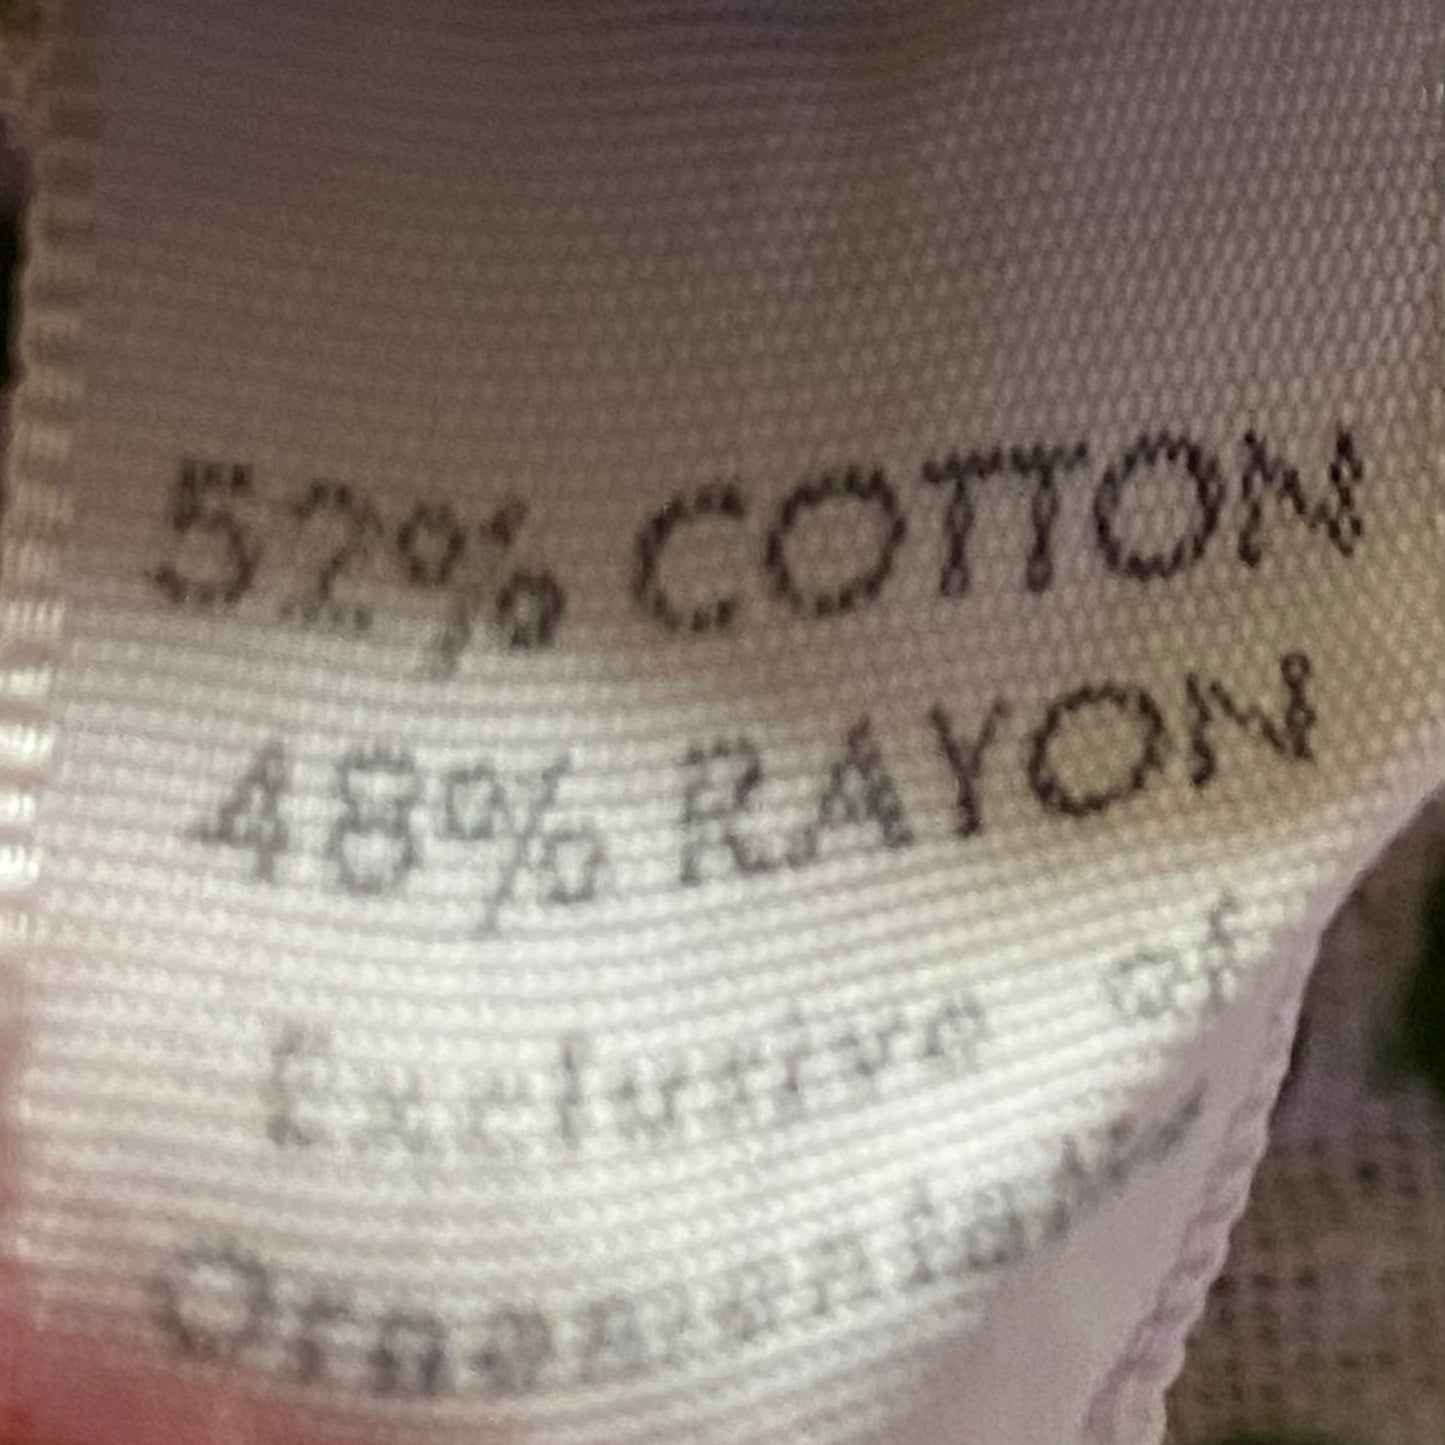 52% COTTON
48% RAYON
Exclusive of
Ornamentation